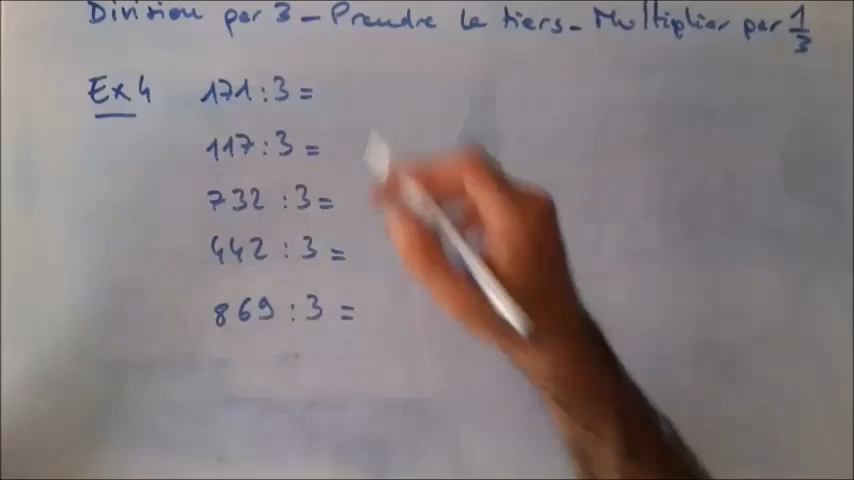 Division par 3 - Prendre le tiers - Multiplier par 1/3
Ex 4 171 : 3 =
117 : 3 =
732 : 3 =
442 : 3 =
869 : 3 =